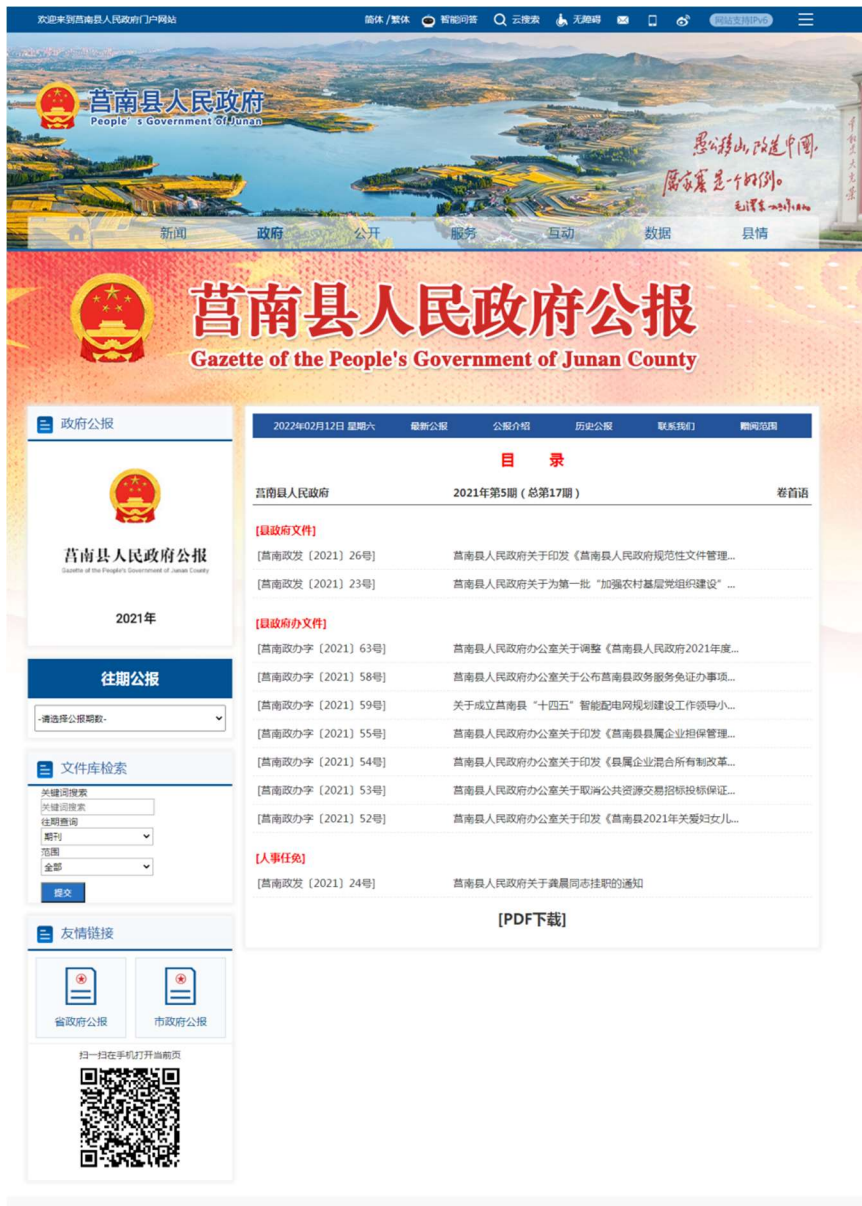 欢迎来到莒南县人民政府门户网站 简体 / 繁体 智能问答 云搜索 无障碍 网站支持IPv6
莒南县人民政府
People's Government of Junan
愚公移山,改造中国,
厉家寨是一个好例。
新闻 政府 公开 服务 互动 数据 县情
莒南县人民政府公报
Gazette of the People's Government of Junan County
政府公报
莒南县人民政府公报
Gazette of the People's Government of Junan County
2021年
往期公报
-请选择公报期数-
文件库检索
关键词搜索
关键词搜索
往期查询
期刊
范围
全部
提交
友情链接
省政府公报 市政府公报
扫一扫在手机打开当前页
2022年02月12日 星期六 最新公报 公报介绍 历史公报 联系我们 赠阅范围
目 录
莒南县人民政府 2021年第5期 ( 总第17期 ) 卷首语
[县政府文件]
[莒南政发〔2021〕26号] 莒南县人民政府关于印发《莒南县人民政府规范性文件管理...
[莒南政发〔2021〕23号] 莒南县人民政府关于为第一批“加强农村基层党组织建设”...
[县政府办文件]
[莒南政办字〔2021〕63号] 莒南县人民政府办公室关于调整《莒南县人民政府2021年度...
[莒南政办字〔2021〕58号] 莒南县人民政府办公室关于公布莒南县政务服务免证办事项...
[莒南政办字〔2021〕59号] 关于成立莒南县“十四五”智能配电网规划建设工作领导小...
[莒南政办字〔2021〕55号] 莒南县人民政府办公室关于印发《莒南县县属企业担保管理...
[莒南政办字〔2021〕54号] 莒南县人民政府办公室关于印发《县属企业混合所有制改革...
[莒南政办字〔2021〕53号] 莒南县人民政府办公室关于取消公共资源交易招标投标保证...
[莒南政办字〔2021〕52号] 莒南县人民政府办公室关于印发《莒南县2021年关爱妇女儿...
[人事任免]
[莒南政发〔2021〕24号] 莒南县人民政府关于龚晨同志挂职的通知
[PDF下载]